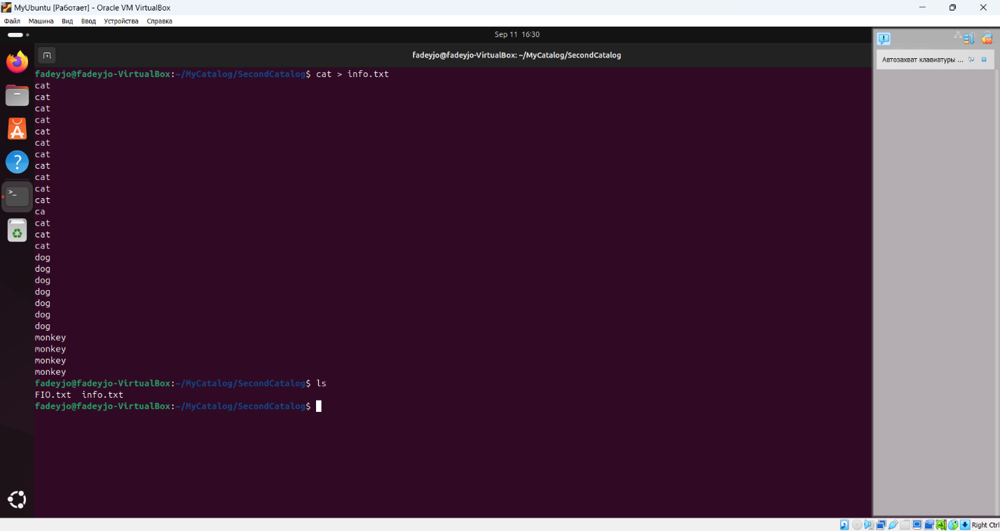 MyUbuntu [Работает] - Oracle VM VirtualBox
Файл Машина Вид Ввод Устройства Справка
Sep 11 16:30
fadeyjo@fadeyjo-VirtualBox: ~/MyCatalog/SecondCatalog
Автозахват клавиатуры ...
fadeyjo@fadeyjo-VirtualBox:~/MyCatalog/SecondCatalog$ cat > info.txt
cat
cat
cat
cat
cat
cat
cat
cat
cat
cat
cat
ca
cat
cat
cat
dog
dog
dog
dog
dog
dog
dog
monkey
monkey
monkey
monkey
fadeyjo@fadeyjo-VirtualBox:~/MyCatalog/SecondCatalog$ ls
FIO.txt info.txt
fadeyjo@fadeyjo-VirtualBox:~/MyCatalog/SecondCatalog$
Right Ctrl